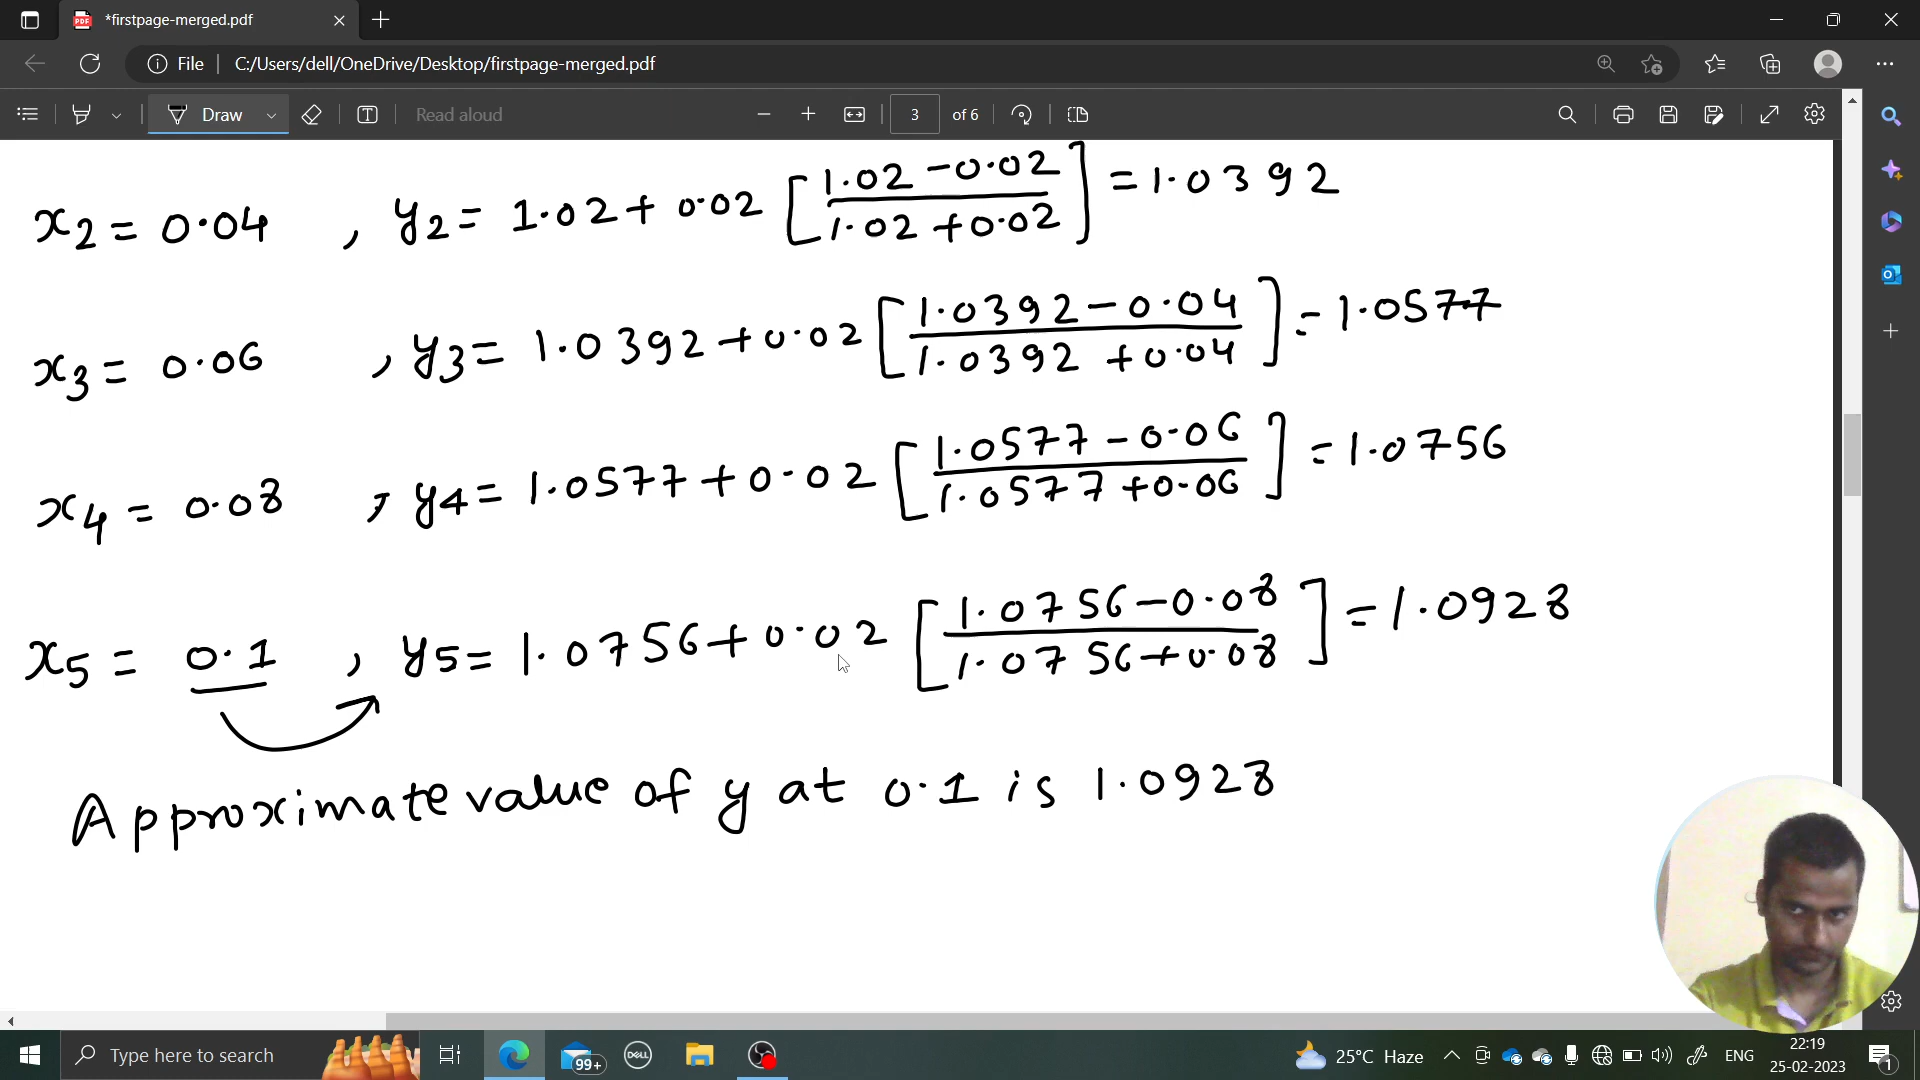 *firstpage-merged.pdf
File | C:/Users/dell/OneDrive/Desktop/firstpage-merged.pdf
Draw Read aloud 3 of 6
x2 = 0.04 , y2 = 1.02 + 0.02 [1.02 - 0.02 / 1.02 + 0.02] = 1.0392
x3 = 0.06 , y3 = 1.0392 + 0.02 [1.0392 - 0.04 / 1.0392 + 0.04] = 1.0577
x4 = 0.08 , y4 = 1.0577 + 0.02 [1.0577 - 0.06 / 1.0577 + 0.06] = 1.0756
x5 = 0.1 , y5 = 1.0756 + 0.02 [1.0756 - 0.08 / 1.0756 + 0.08] = 1.0928
Approximate value of y at 0.1 is 1.0928
Type here to search 99+ DELL 25°C Haze ENG 22:19
25-02-2023 1